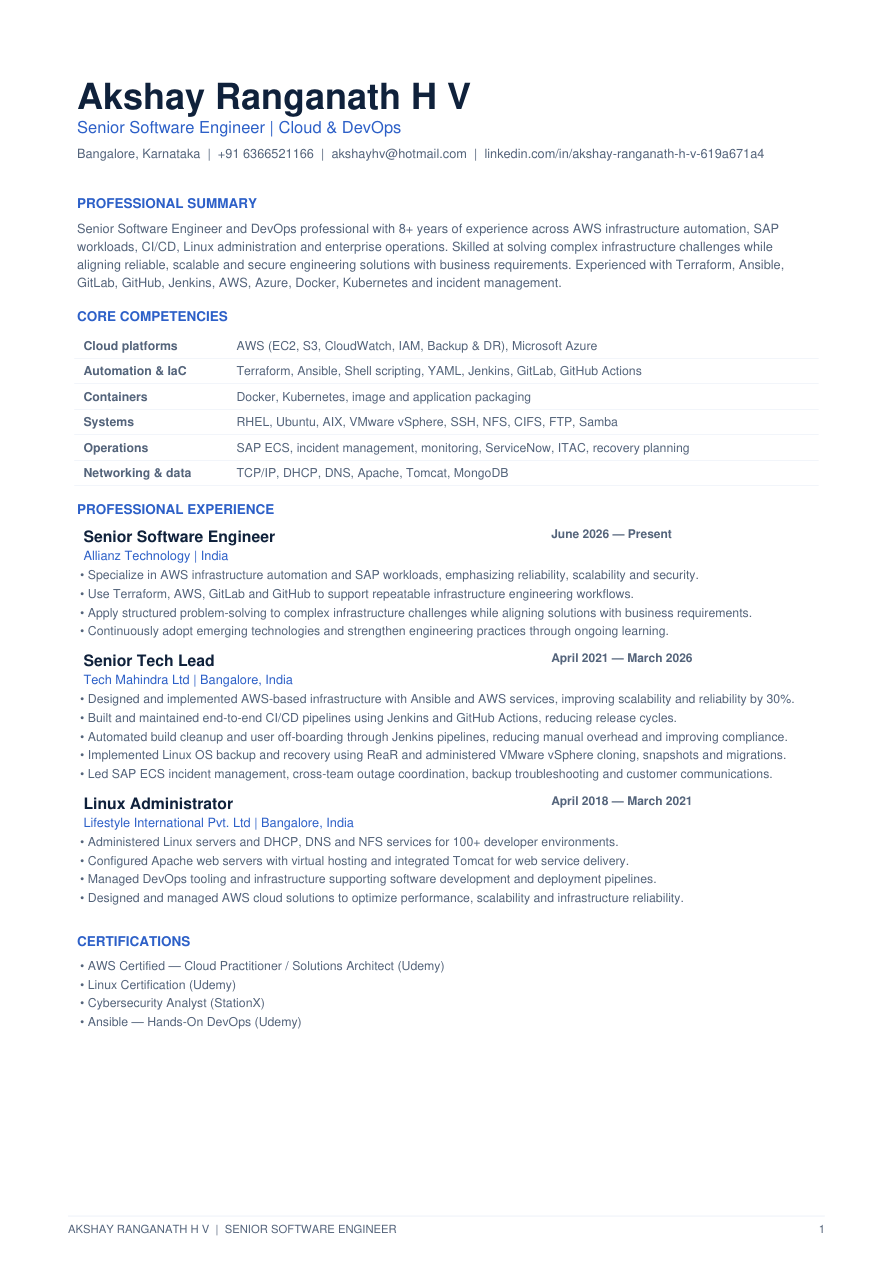 Akshay Ranganath H V
Senior Software Engineer | Cloud & DevOps
Bangalore, Karnataka | +91 6366521166 | akshayhv@hotmail.com | linkedin.com/in/akshay-ranganath-h-v-619a671a4
PROFESSIONAL SUMMARY
Senior Software Engineer and DevOps professional with 8+ years of experience across AWS infrastructure automation, SAP
workloads, CI/CD, Linux administration and enterprise operations. Skilled at solving complex infrastructure challenges while
aligning reliable, scalable and secure engineering solutions with business requirements. Experienced with Terraform, Ansible,
GitLab, GitHub, Jenkins, AWS, Azure, Docker, Kubernetes and incident management.
CORE COMPETENCIES
Cloud platforms AWS (EC2, S3, CloudWatch, IAM, Backup & DR), Microsoft Azure
Automation & IaC Terraform, Ansible, Shell scripting, YAML, Jenkins, GitLab, GitHub Actions
Containers Docker, Kubernetes, image and application packaging
Systems RHEL, Ubuntu, AIX, VMware vSphere, SSH, NFS, CIFS, FTP, Samba
Operations SAP ECS, incident management, monitoring, ServiceNow, ITAC, recovery planning
Networking & data TCP/IP, DHCP, DNS, Apache, Tomcat, MongoDB
PROFESSIONAL EXPERIENCE
Senior Software Engineer June 2026 — Present
Allianz Technology | India
• Specialize in AWS infrastructure automation and SAP workloads, emphasizing reliability, scalability and security.
• Use Terraform, AWS, GitLab and GitHub to support repeatable infrastructure engineering workflows.
• Apply structured problem-solving to complex infrastructure challenges while aligning solutions with business requirements.
• Continuously adopt emerging technologies and strengthen engineering practices through ongoing learning.
Senior Tech Lead April 2021 — March 2026
Tech Mahindra Ltd | Bangalore, India
• Designed and implemented AWS-based infrastructure with Ansible and AWS services, improving scalability and reliability by 30%.
• Built and maintained end-to-end CI/CD pipelines using Jenkins and GitHub Actions, reducing release cycles.
• Automated build cleanup and user off-boarding through Jenkins pipelines, reducing manual overhead and improving compliance.
• Implemented Linux OS backup and recovery using ReaR and administered VMware vSphere cloning, snapshots and migrations.
• Led SAP ECS incident management, cross-team outage coordination, backup troubleshooting and customer communications.
Linux Administrator April 2018 — March 2021
Lifestyle International Pvt. Ltd | Bangalore, India
• Administered Linux servers and DHCP, DNS and NFS services for 100+ developer environments.
• Configured Apache web servers with virtual hosting and integrated Tomcat for web service delivery.
• Managed DevOps tooling and infrastructure supporting software development and deployment pipelines.
• Designed and managed AWS cloud solutions to optimize performance, scalability and infrastructure reliability.
CERTIFICATIONS
• AWS Certified — Cloud Practitioner / Solutions Architect (Udemy)
• Linux Certification (Udemy)
• Cybersecurity Analyst (StationX)
• Ansible — Hands-On DevOps (Udemy)
AKSHAY RANGANATH H V | SENIOR SOFTWARE ENGINEER 1